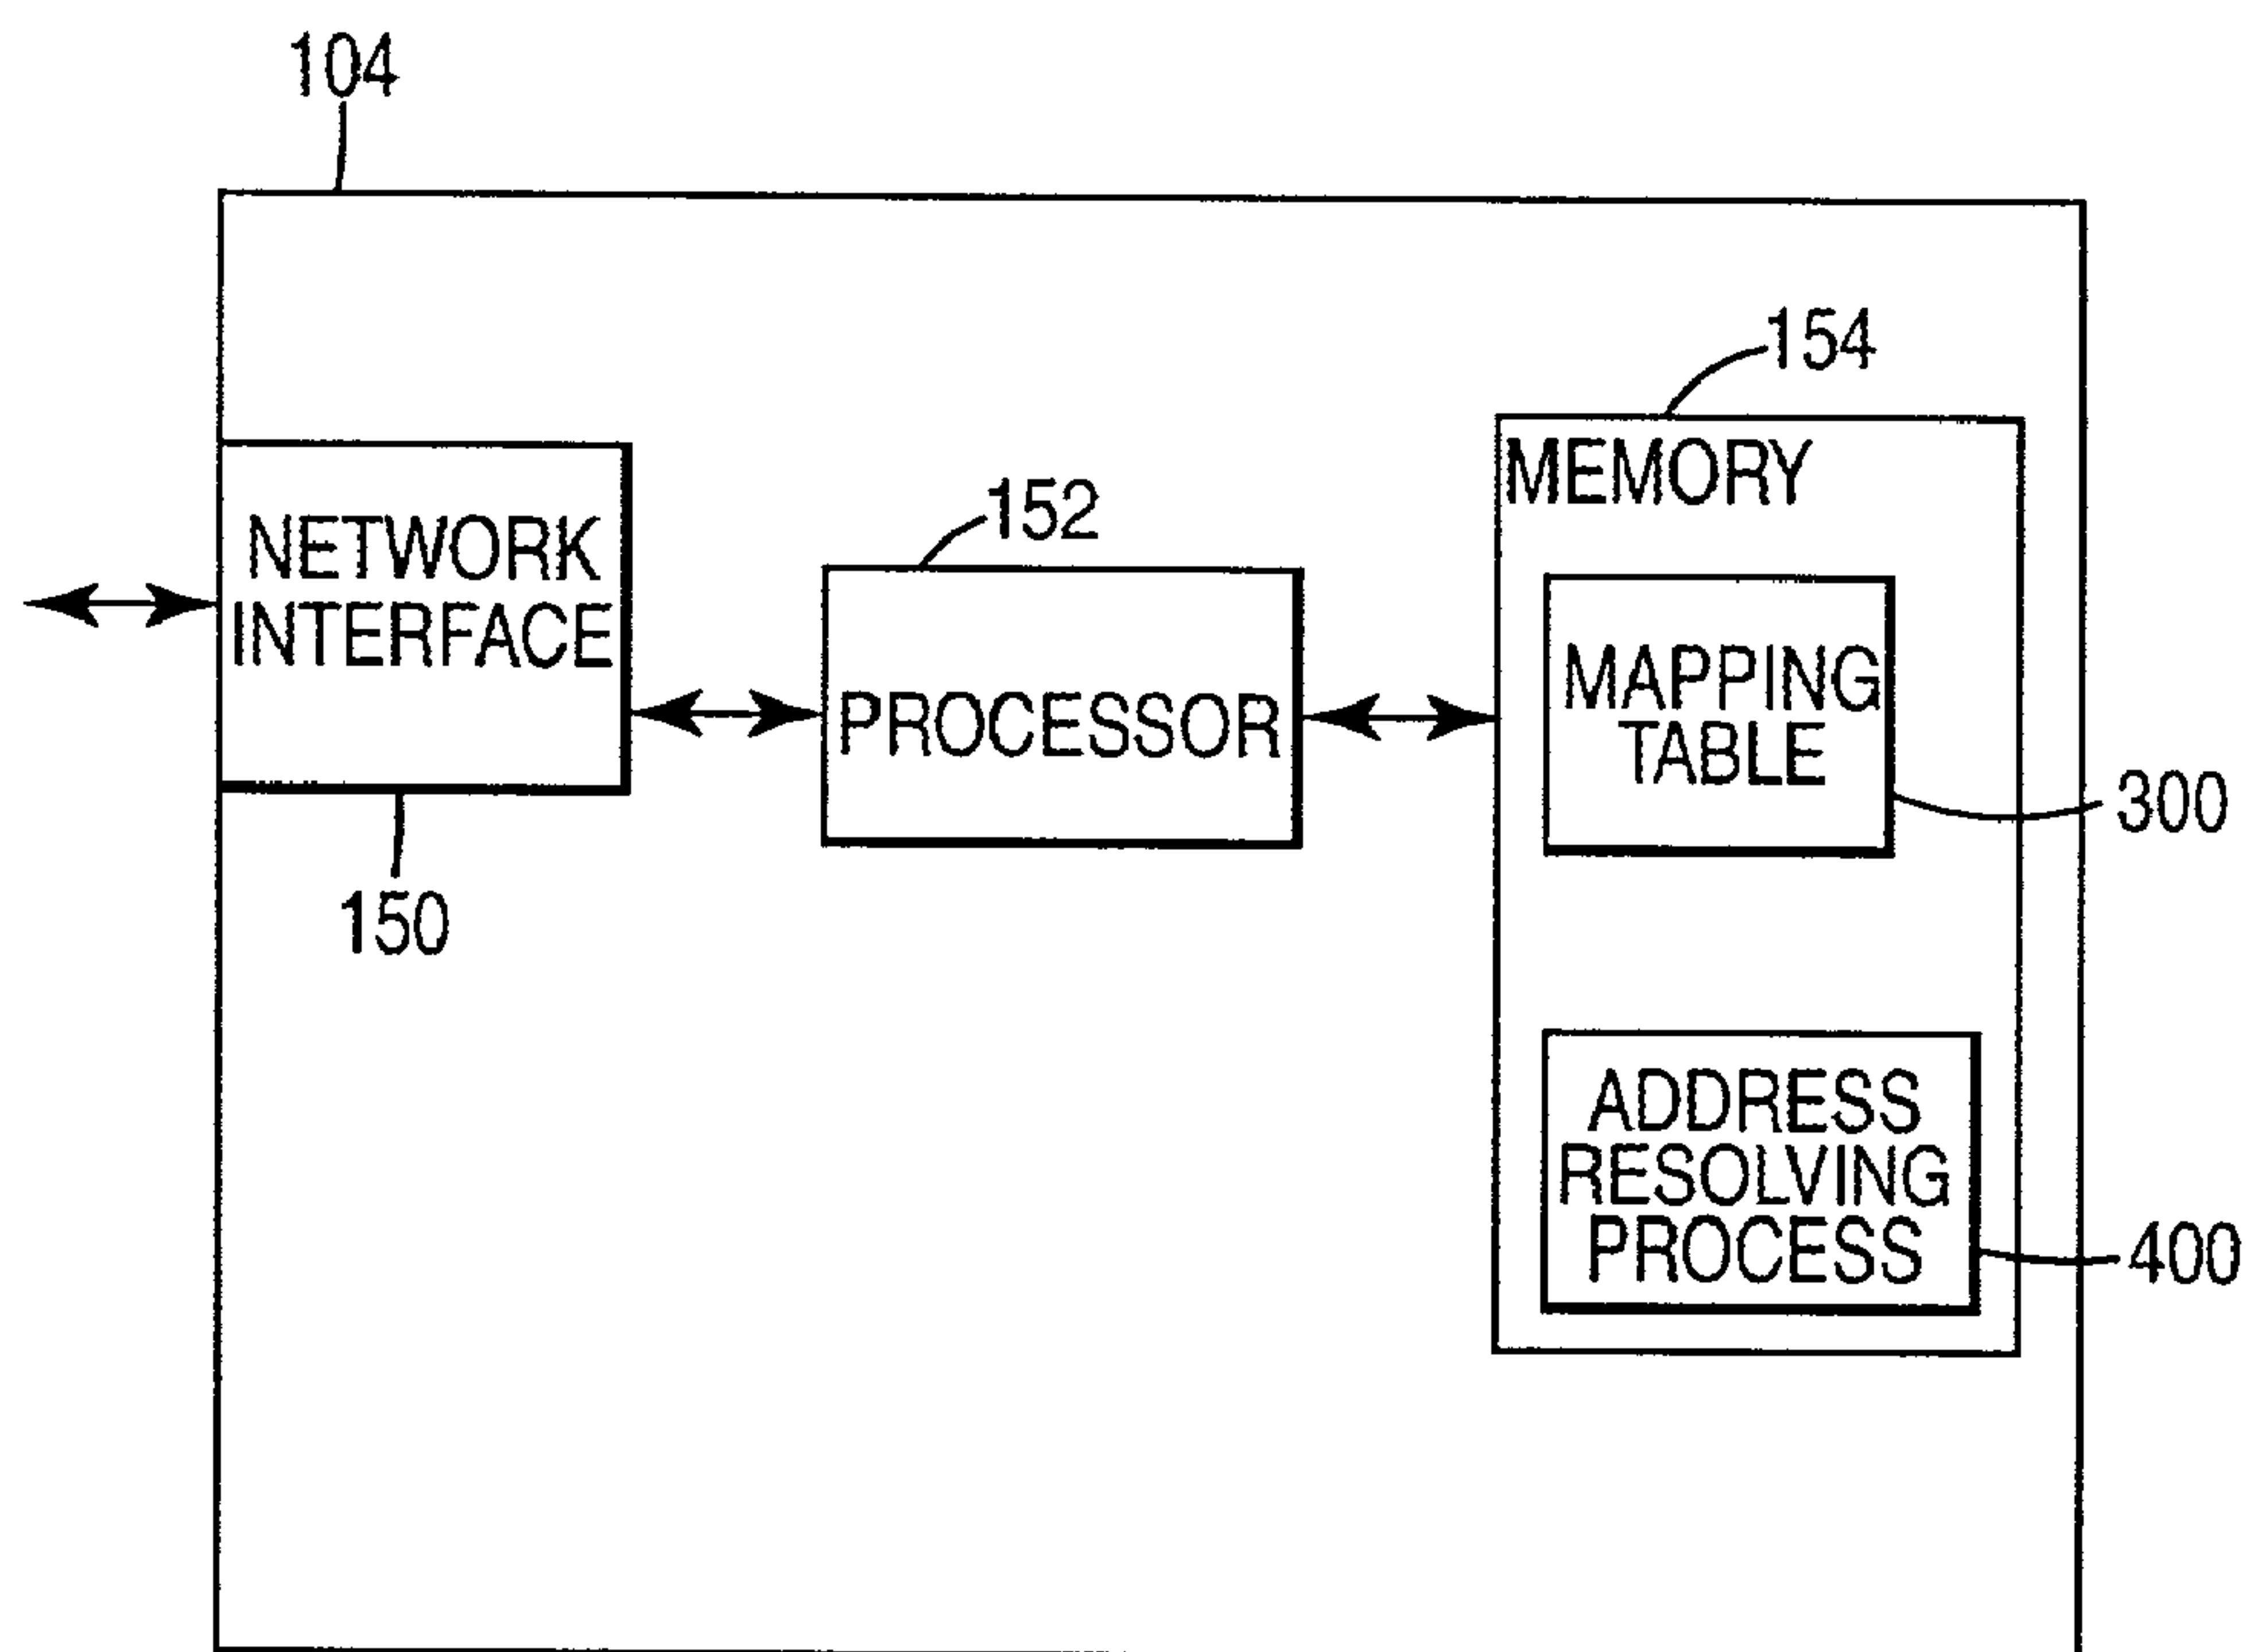 104
154
MEMORY
152
NETWORK
INTERFACE
PROCESSOR
MAPPING
TABLE
300
150
ADDRESS
RESOLVING
PROCESS
400